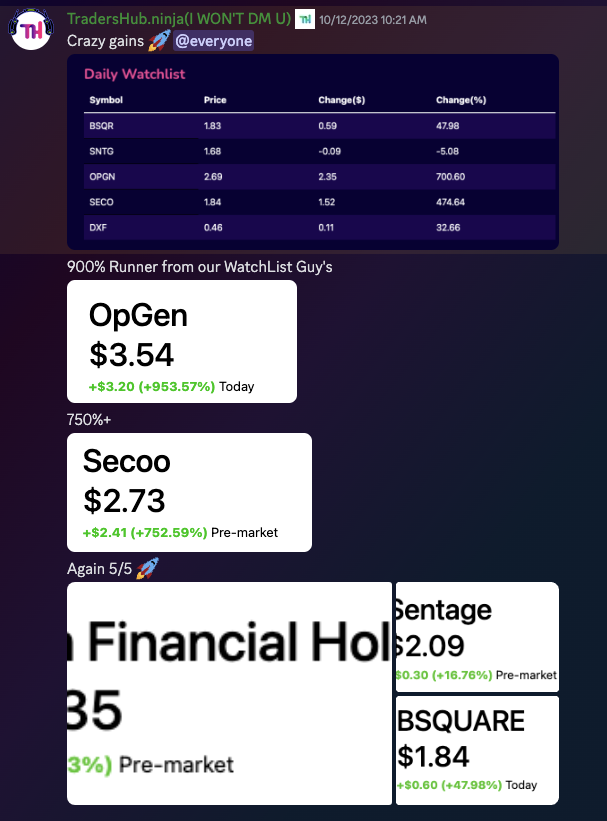 TradersHub.ninja(I WON'T DM U) TH 10/12/2023 10:21 AM
Crazy gains 🚀 @everyone
Daily Watchlist
Symbol Price Change($) Change(%)
BSQR 1.83 0.59 47.98
SNTG 1.68 -0.09 -5.08
OPGN 2.69 2.35 700.60
SECO 1.84 1.52 474.64
DXF 0.46 0.11 32.66
900% Runner from our WatchList Guy's
OpGen
$3.54
+$3.20 (+953.57%) Today
750%+
Secoo
$2.73
+$2.41 (+752.59%) Pre-market
Again 5/5 🚀
Financial Hol
35
3%) Pre-market
Sentage
$2.09
$0.30 (+16.76%) Pre-market
BSQUARE
$1.84
+$0.60 (+47.98%) Today